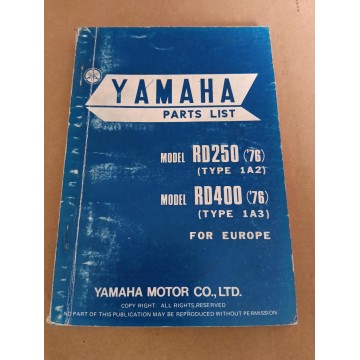 YAMAHA
PARTS LIST
MODEL RD250 ('76)
(TYPE 1A2)
MODEL RD400 ('76)
(TYPE 1A3)
FOR EUROPE
YAMAHA MOTOR CO., LTD.
COPY RIGHT. ALL RIGHTS RESERVED
NO PART OF THIS PUBLICATION MAY BE REPRODUCED WITHOUT PERMISSION